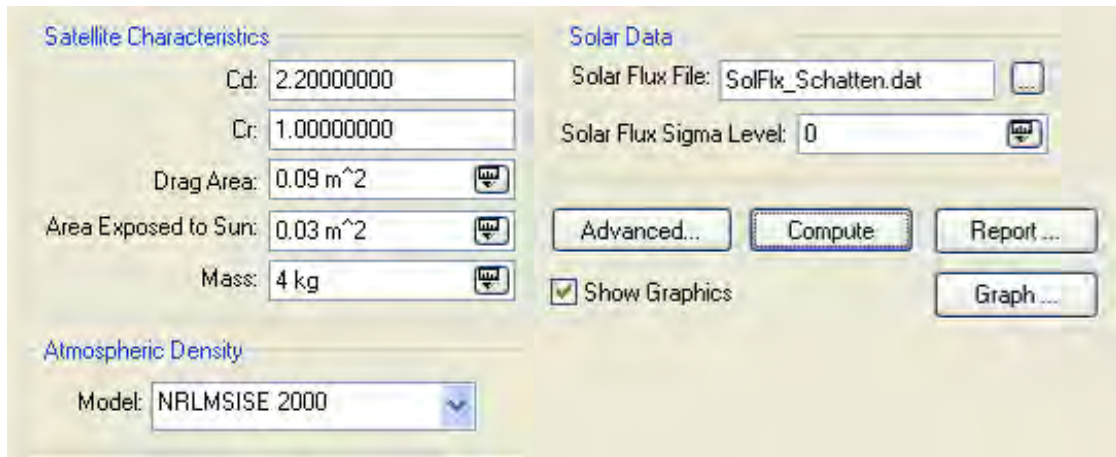 Satellite Characteristics
Cd: 2.20000000
Cr: 1.00000000
Drag Area: 0.09 m^2
Area Exposed to Sun: 0.03 m^2
Mass: 4 kg
Atmospheric Density
Model: NRLMSISE 2000
Solar Data
Solar Flux File: SolFlx_Schatten.dat ...
Solar Flux Sigma Level: 0
Advanced... Compute Report ...
Show Graphics Graph ...